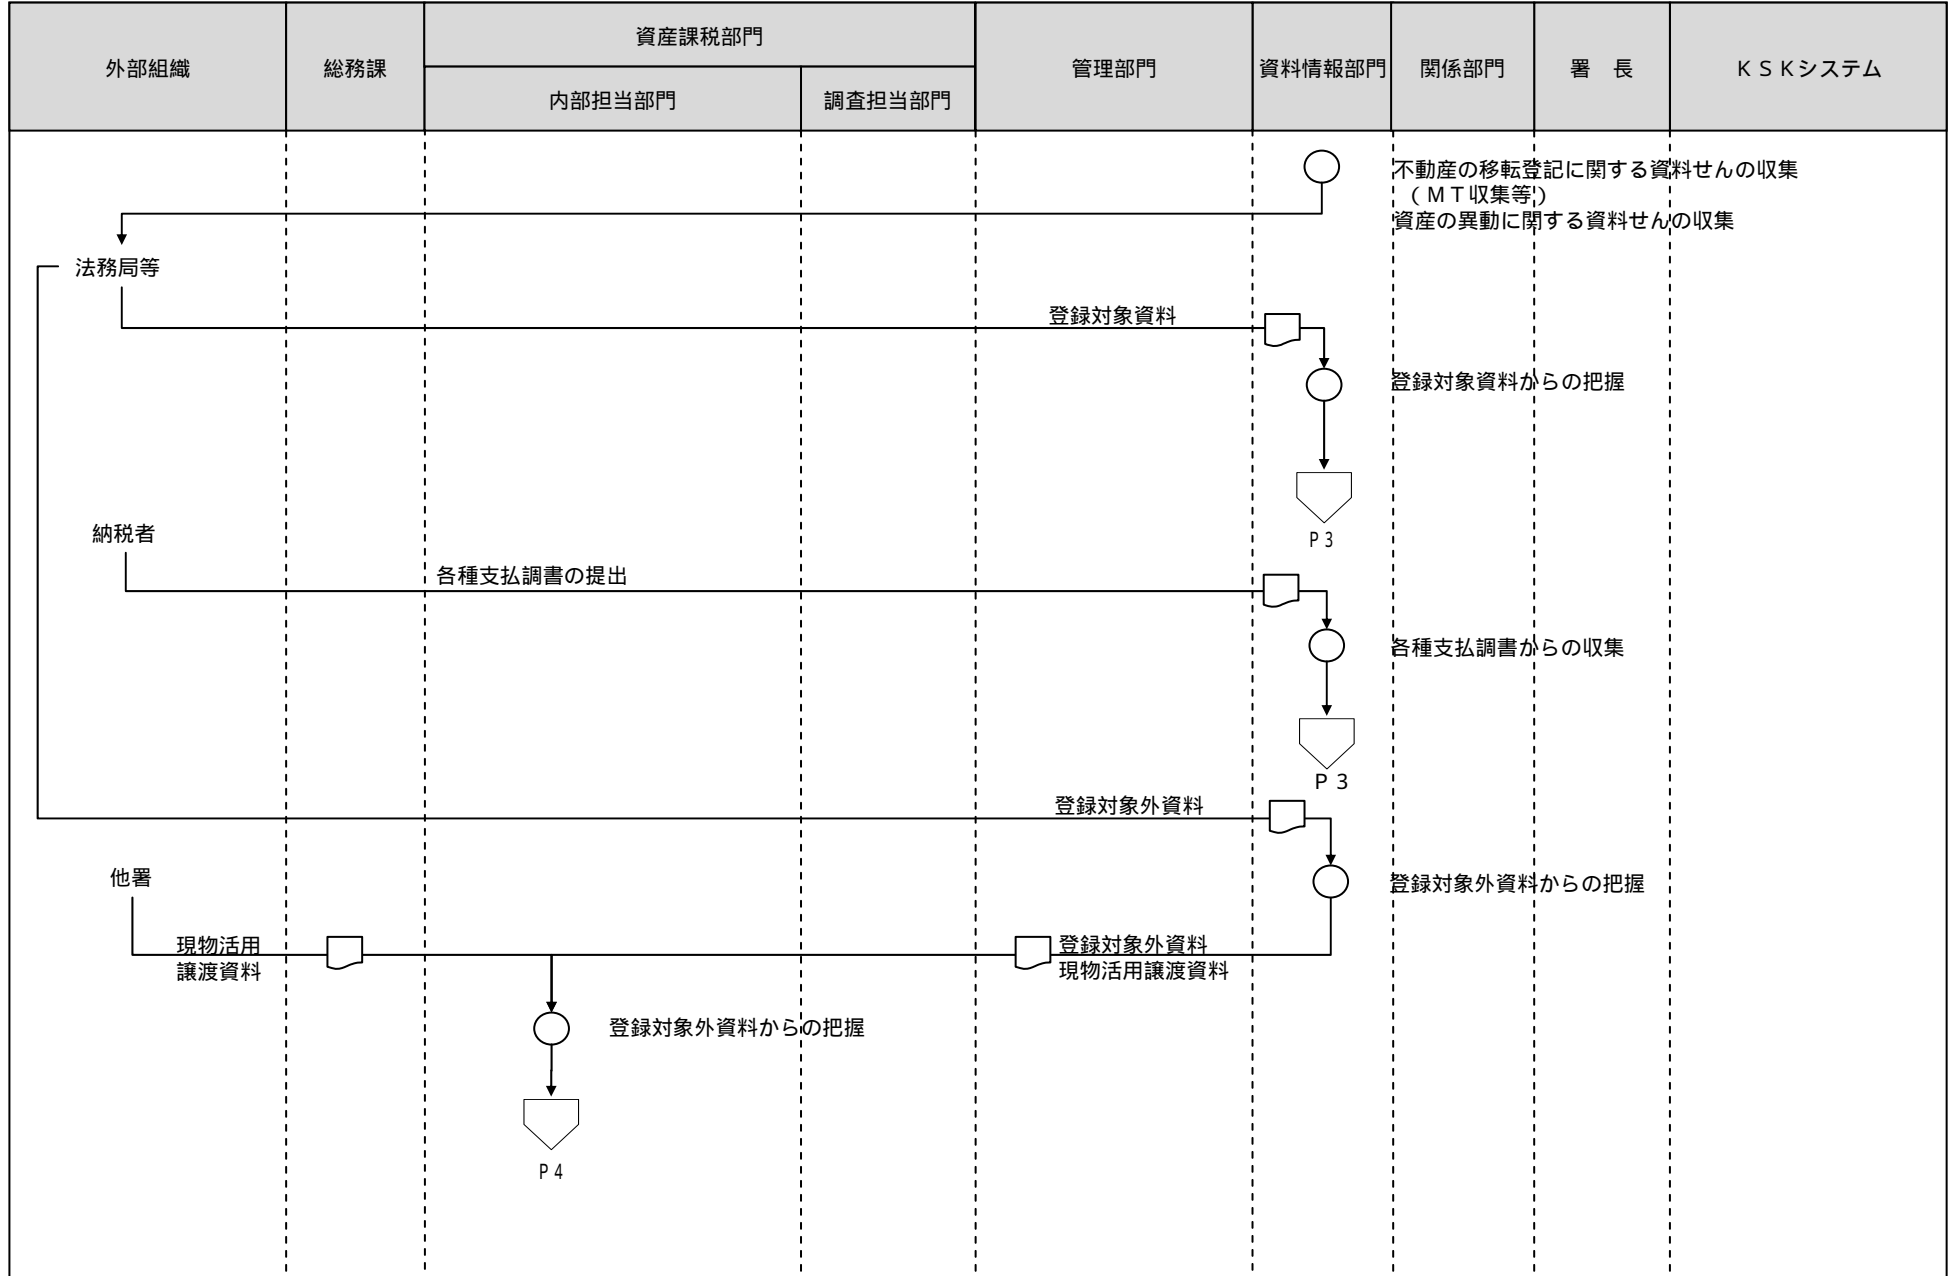 外部組織
総務課
資産課税部門
内部担当部門
調査担当部門
管理部門
資料情報部門
関係部門
署　長
ＫＳＫシステム
不動産の移転登記に関する資料せんの収集
（ＭＴ収集等）
資産の異動に関する資料せんの収集
法務局等
登録対象資料
登録対象資料からの把握
Ｐ３
納税者
各種支払調書の提出
各種支払調書からの収集
Ｐ３
登録対象外資料
他署
登録対象外資料からの把握
現物活用
譲渡資料
登録対象外資料
現物活用譲渡資料
登録対象外資料からの把握
Ｐ４